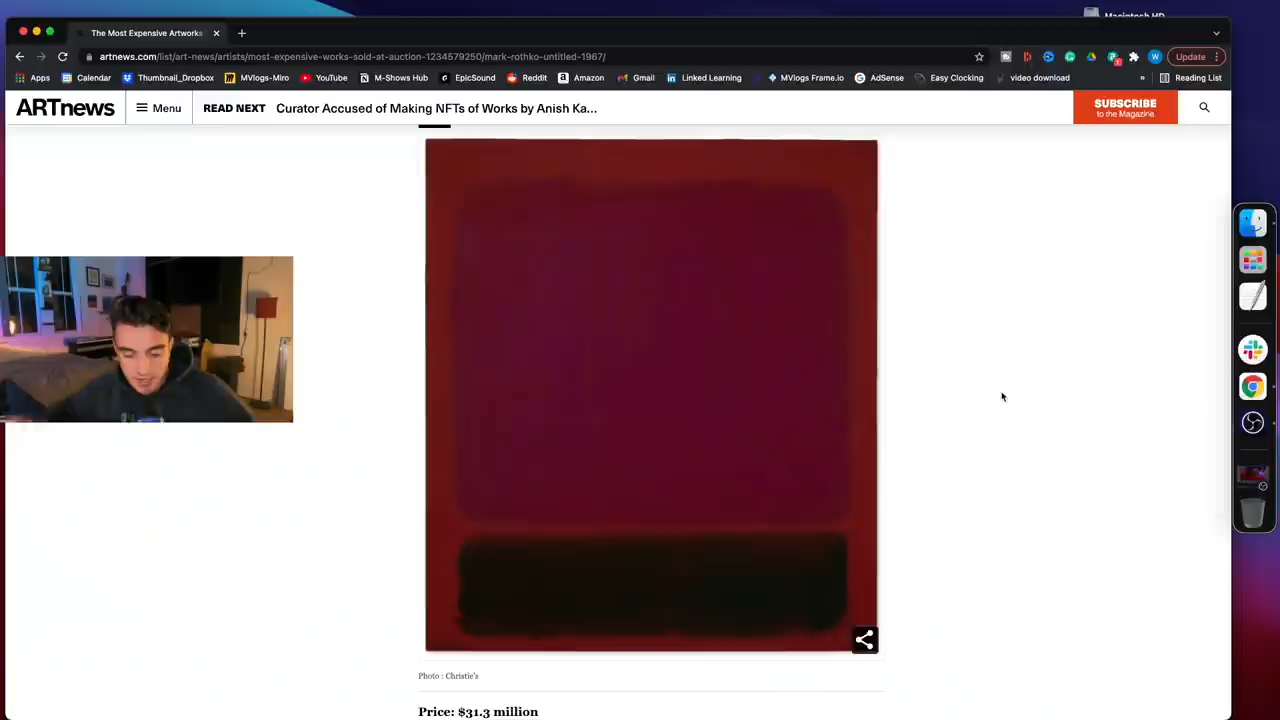 Macintosh HD
The Most Expensive Artworks
artnews.com/list/art-news/artists/most-expensive-works-sold-at-auction-1234579250/mark-rothko-untitled-1967/
Update
Apps Calendar Thumbnail_Dropbox MVlogs-Miro YouTube M-Shows Hub EpicSound Reddit Amazon Gmail Linked Learning MVlogs Frame.io AdSense Easy Clocking video download » Reading List
ARTnews Menu READ NEXT Curator Accused of Making NFTs of Works by Anish Ka... SUBSCRIBE
to the Magazine
Photo : Christie's
Price: $31.3 million